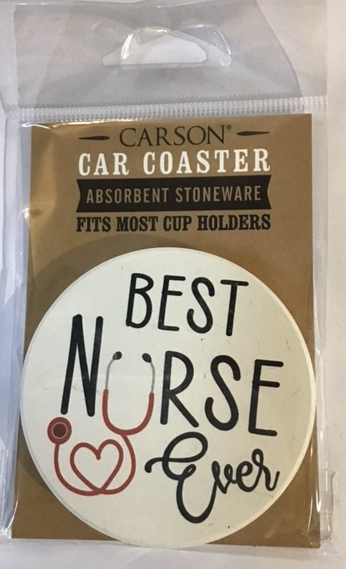 CARSON®
CAR COASTER
ABSORBENT STONEWARE
FITS MOST CUP HOLDERS
BEST
NURSE
Ever